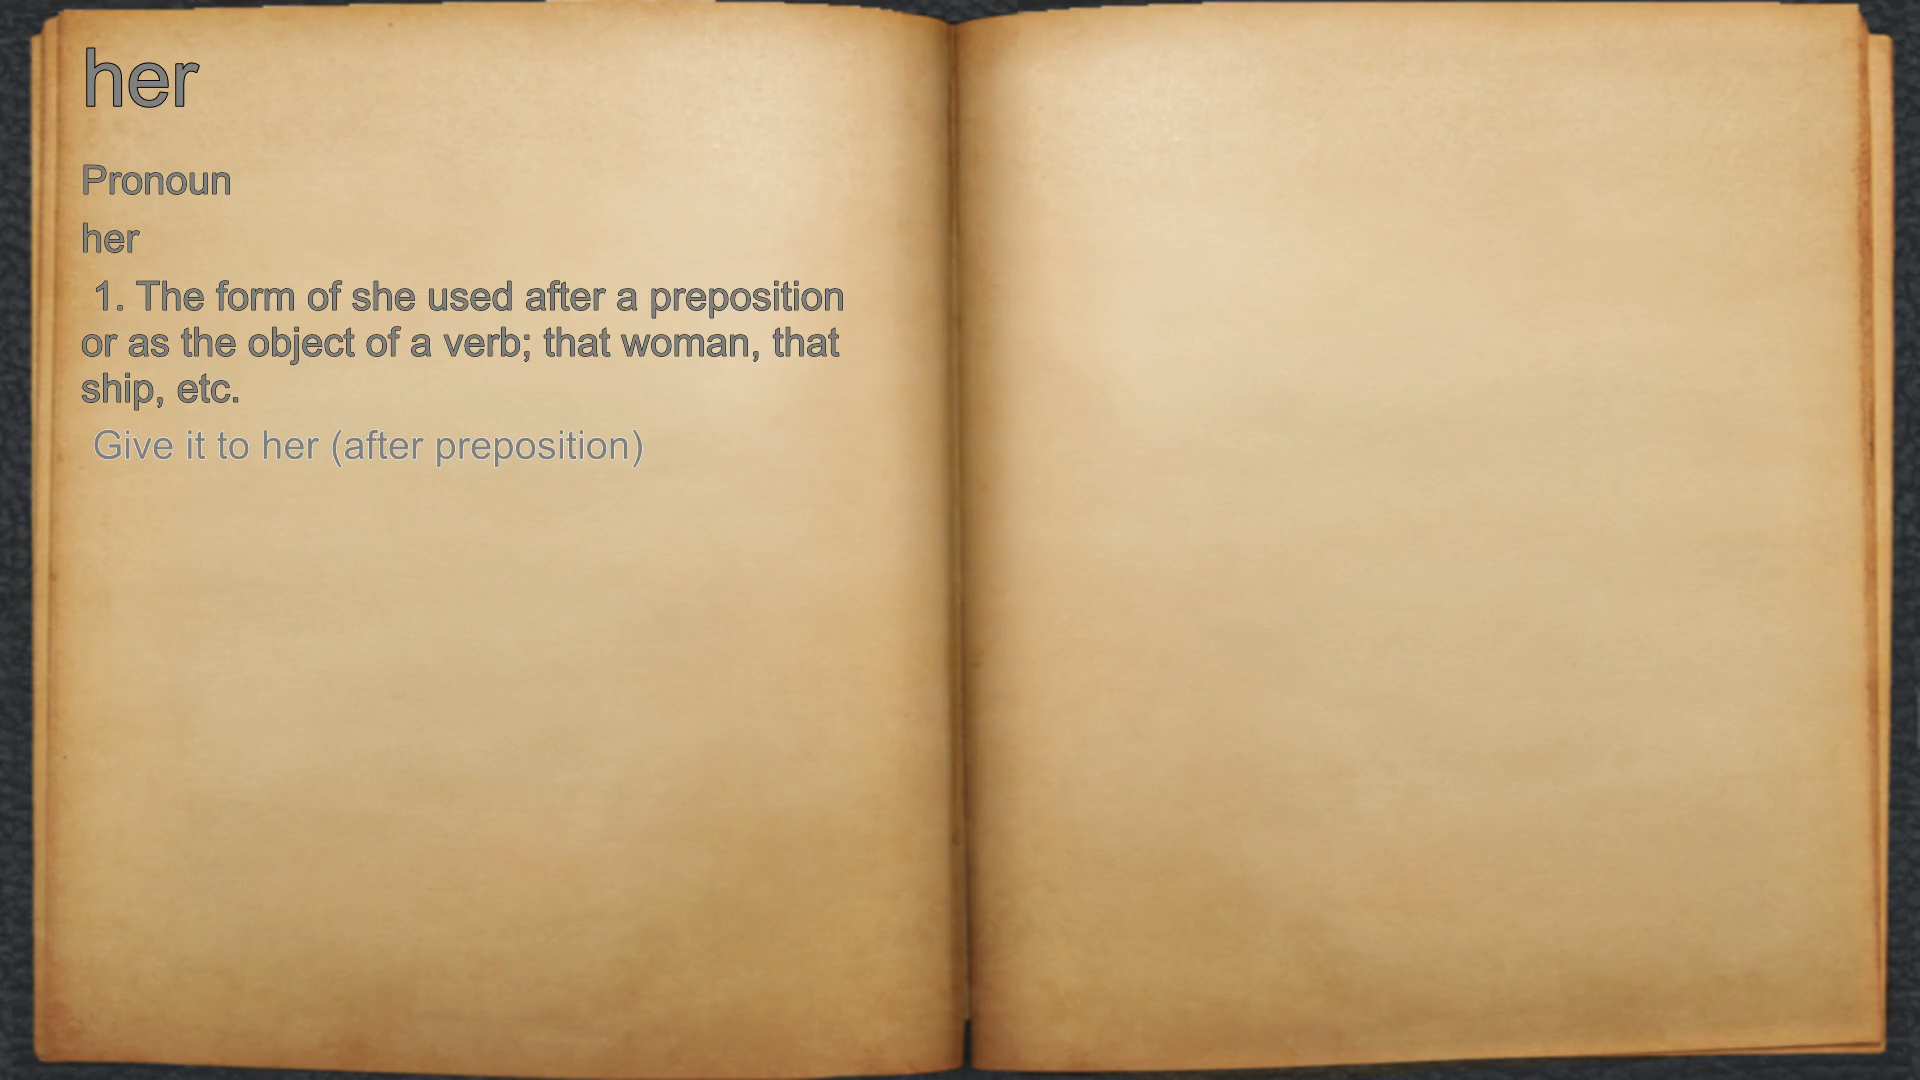 her
Pronoun
her
1. The form of she used after a preposition
or as the object of a verb; that woman, that
ship, etc.
Give it to her (after preposition)